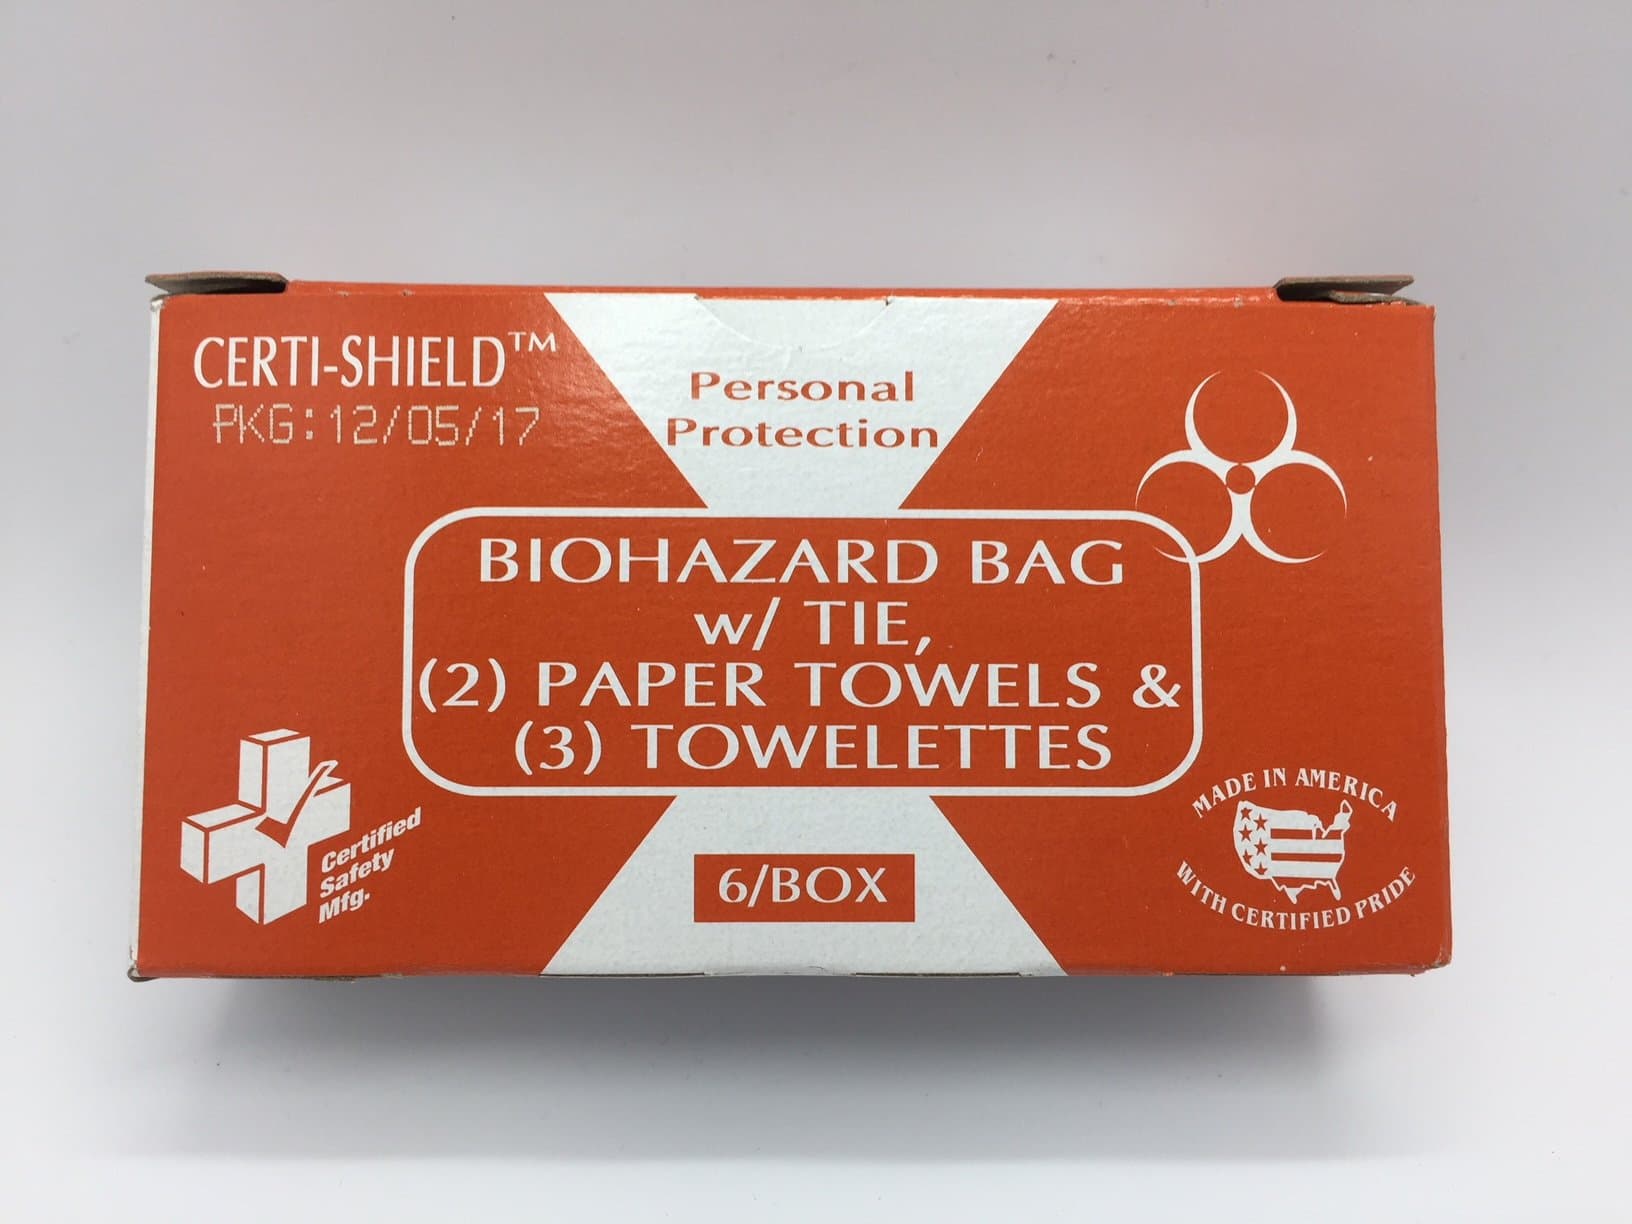 CERTI-SHIELD™
PKG:12/05/17
Personal
Protection
BIOHAZARD BAG
w/ TIE,
(2) PAPER TOWELS &
(3) TOWELETTES
6/BOX
Certified
Safety
Mfg.
MADE IN AMERICA
WITH CERTIFIED PRIDE